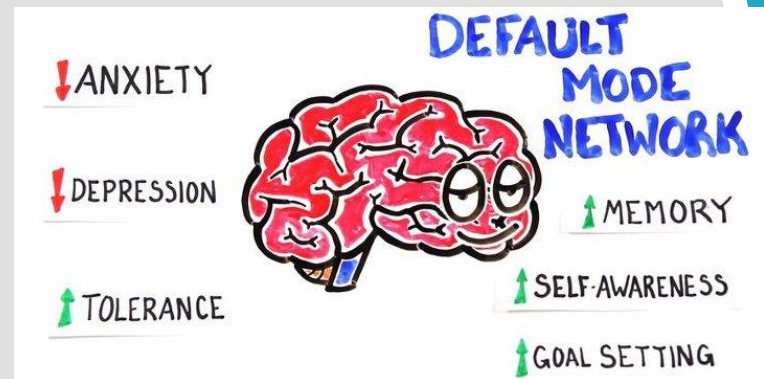 DEFAULT
MODE
NETWORK
ANXIETY
DEPRESSION
TOLERANCE
MEMORY
SELF-AWARENESS
GOAL SETTING